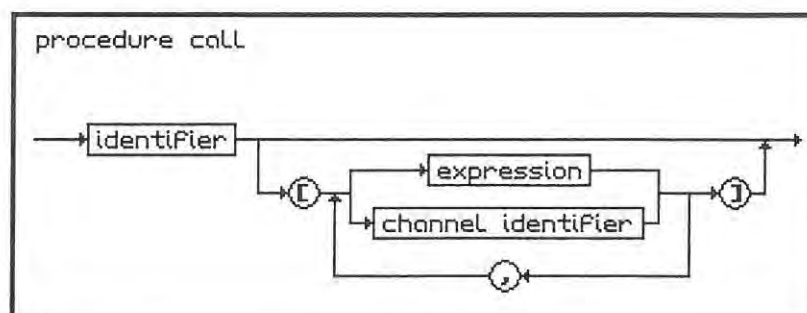 procedure call
identifier
expression
[
]
channel identifier
,